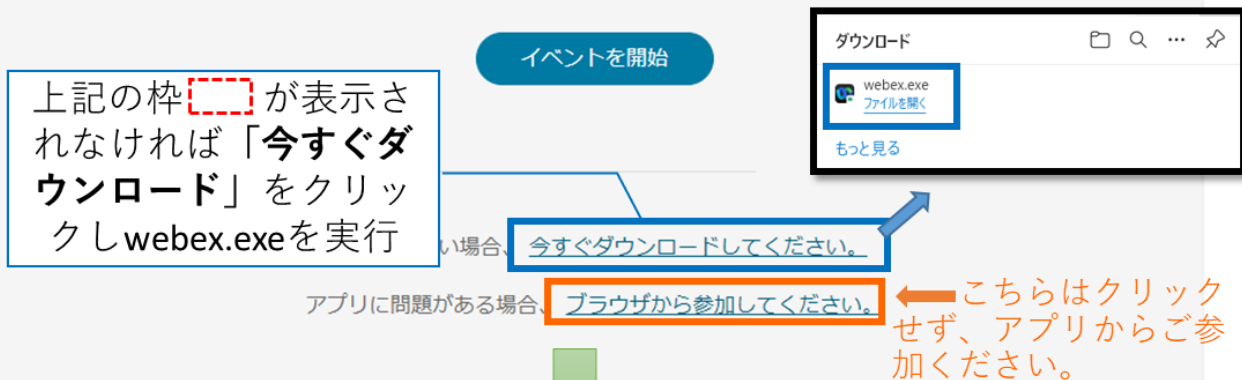 イベントを開始
ダウンロード
webex.exe
ファイルを開く
もっと見る
上記の枠 が表示さ
れなければ「今すぐダ
ウンロード」をクリッ
クしwebex.exeを実行
い場合、今すぐダウンロードしてください。
アプリに問題がある場合、ブラウザから参加してください。
こちらはクリック
せず、アプリからご参
加ください。